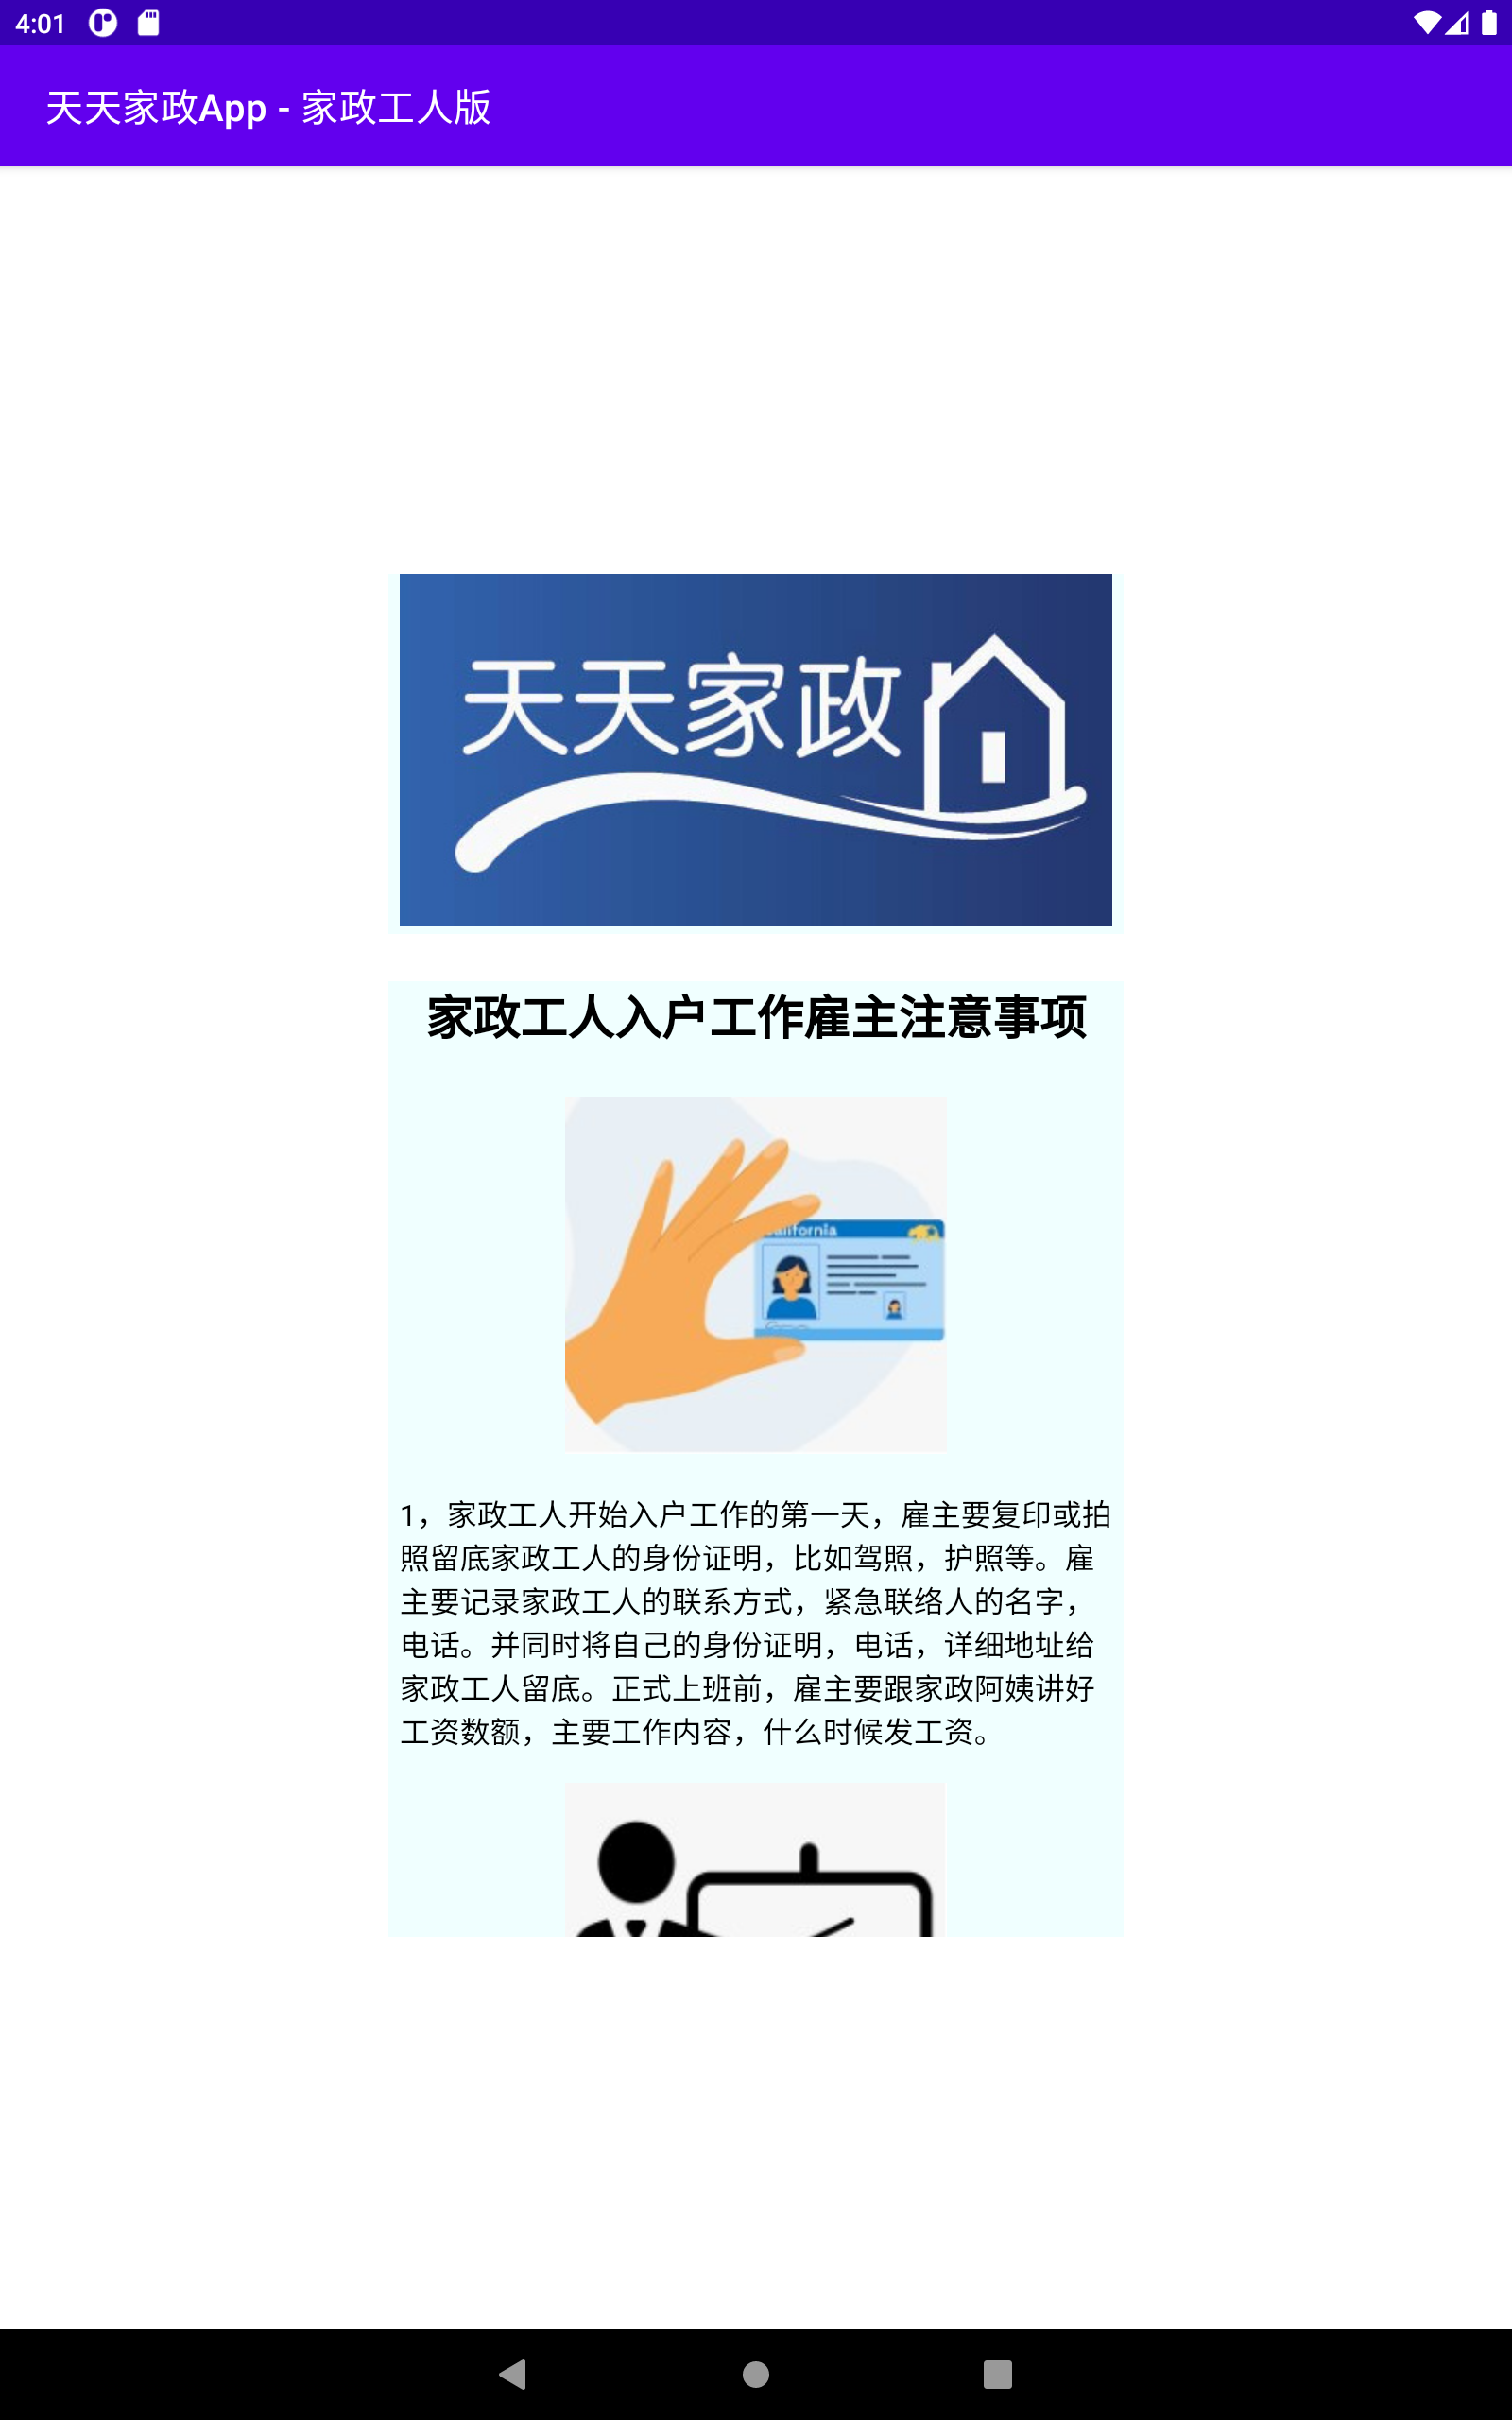 4:01
天天家政App - 家政工人版
天天家政
家政工人入户工作雇主注意事项
alifornia
1，家政工人开始入户工作的第一天，雇主要复印或拍
照留底家政工人的身份证明，比如驾照，护照等。雇
主要记录家政工人的联系方式，紧急联络人的名字，
电话。并同时将自己的身份证明，电话，详细地址给
家政工人留底。正式上班前，雇主要跟家政阿姨讲好
工资数额，主要工作内容，什么时候发工资。